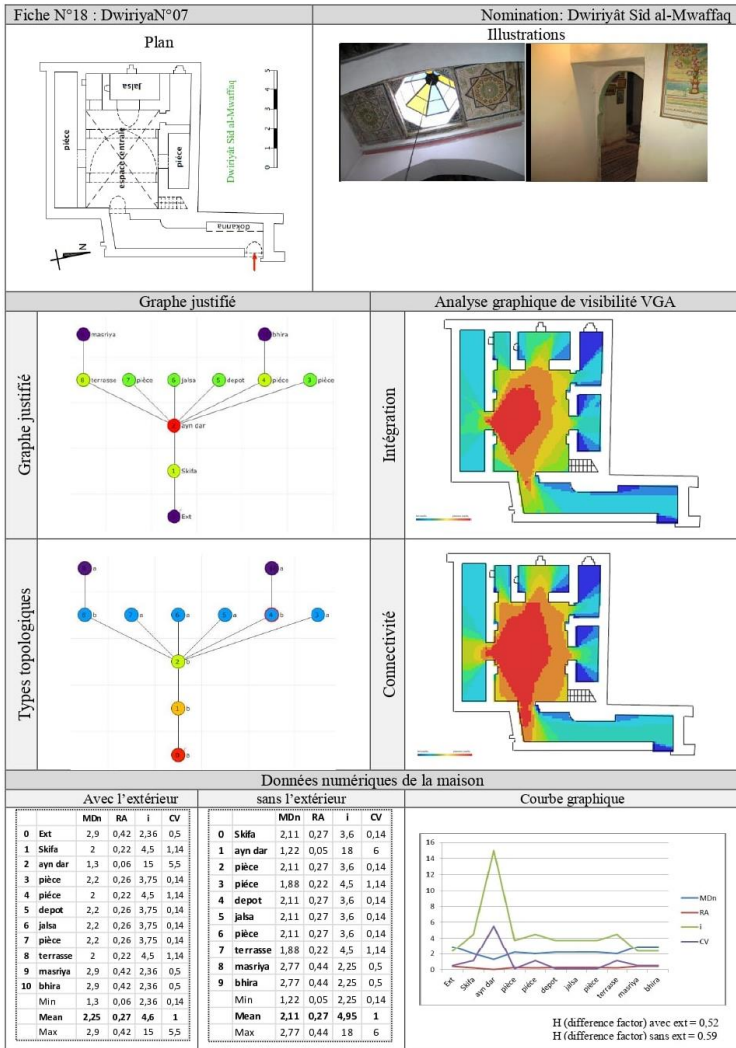 Fiche N°18 : DwiriyaN°07
Nomination: Dwiriyât Sîd al-Mwaffaq
Plan
Illustrations
jalsa
pièce
espace centrale
pièce
Dokanna
N
Dwiriyât Sîd al-Mwaffaq
0 1 2 3 4 5
Graphe justifié
Analyse graphique de visibilité VGA
Graphe justifié
masriya
bhira
8 terrasse 7 pièce 6 jalsa 5 depot 4 piéce 3 pièce
ayn dar
1 Skifa
Ext
Intégration
Types topologiques
a a
b a a a b a
2 b
1 b
a
Connectivité
Données numériques de la maison
Avec l’extérieur
MDn RA i CV
0 Ext 2,9 0,42 2,36 0,5
1 Skifa 2 0,22 4,5 1,14
2 ayn dar 1,3 0,06 15 5,5
3 pièce 2,2 0,26 3,75 0,14
4 piéce 2 0,22 4,5 1,14
5 depot 2,2 0,26 3,75 0,14
6 jalsa 2,2 0,26 3,75 0,14
7 pièce 2,2 0,26 3,75 0,14
8 terrasse 2 0,22 4,5 1,14
9 masriya 2,9 0,42 2,36 0,5
10 bhira 2,9 0,42 2,36 0,5
Min 1,3 0,06 2,36 0,14
Mean 2,25 0,27 4,6 1
Max 2,9 0,42 15 5,5
sans l’extérieur
MDn RA i CV
0 Skifa 2,11 0,27 3,6 0,14
1 ayn dar 1,22 0,05 18 6
2 pièce 2,11 0,27 3,6 0,14
3 piéce 1,88 0,22 4,5 1,14
4 depot 2,11 0,27 3,6 0,14
5 jalsa 2,11 0,27 3,6 0,14
6 pièce 2,11 0,27 3,6 0,14
7 terrasse 1,88 0,22 4,5 1,14
8 masriya 2,77 0,44 2,25 0,5
9 bhira 2,77 0,44 2,25 0,5
Min 1,22 0,05 2,25 0,14
Mean 2,11 0,27 4,95 1
Max 2,77 0,44 18 6
Courbe graphique
16
14
12
10
8
6
4
2
0
Ext Skifa ayn dar pièce piéce depot jalsa pièce terrasse masriya bhira
MDn
RA
i
CV
H (difference factor) avec ext = 0,52
H (difference factor) sans ext = 0.59